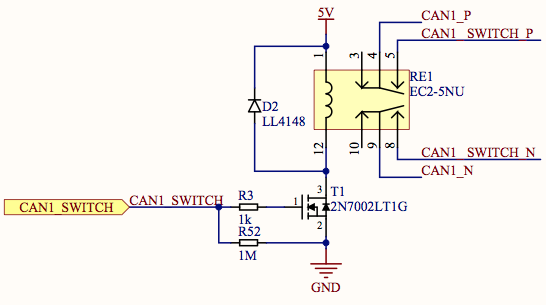 5V
CAN1_P
CAN1_SWITCH_P
1
3
4
5
RE1
EC2-5NU
D2
LL4148
12
10
9
8
CAN1_SWITCH_N
CAN1_N
CAN1_SWITCH
CAN1_SWITCH
R3
1k
1
3
2
T1
2N7002LT1G
R52
1M
GND